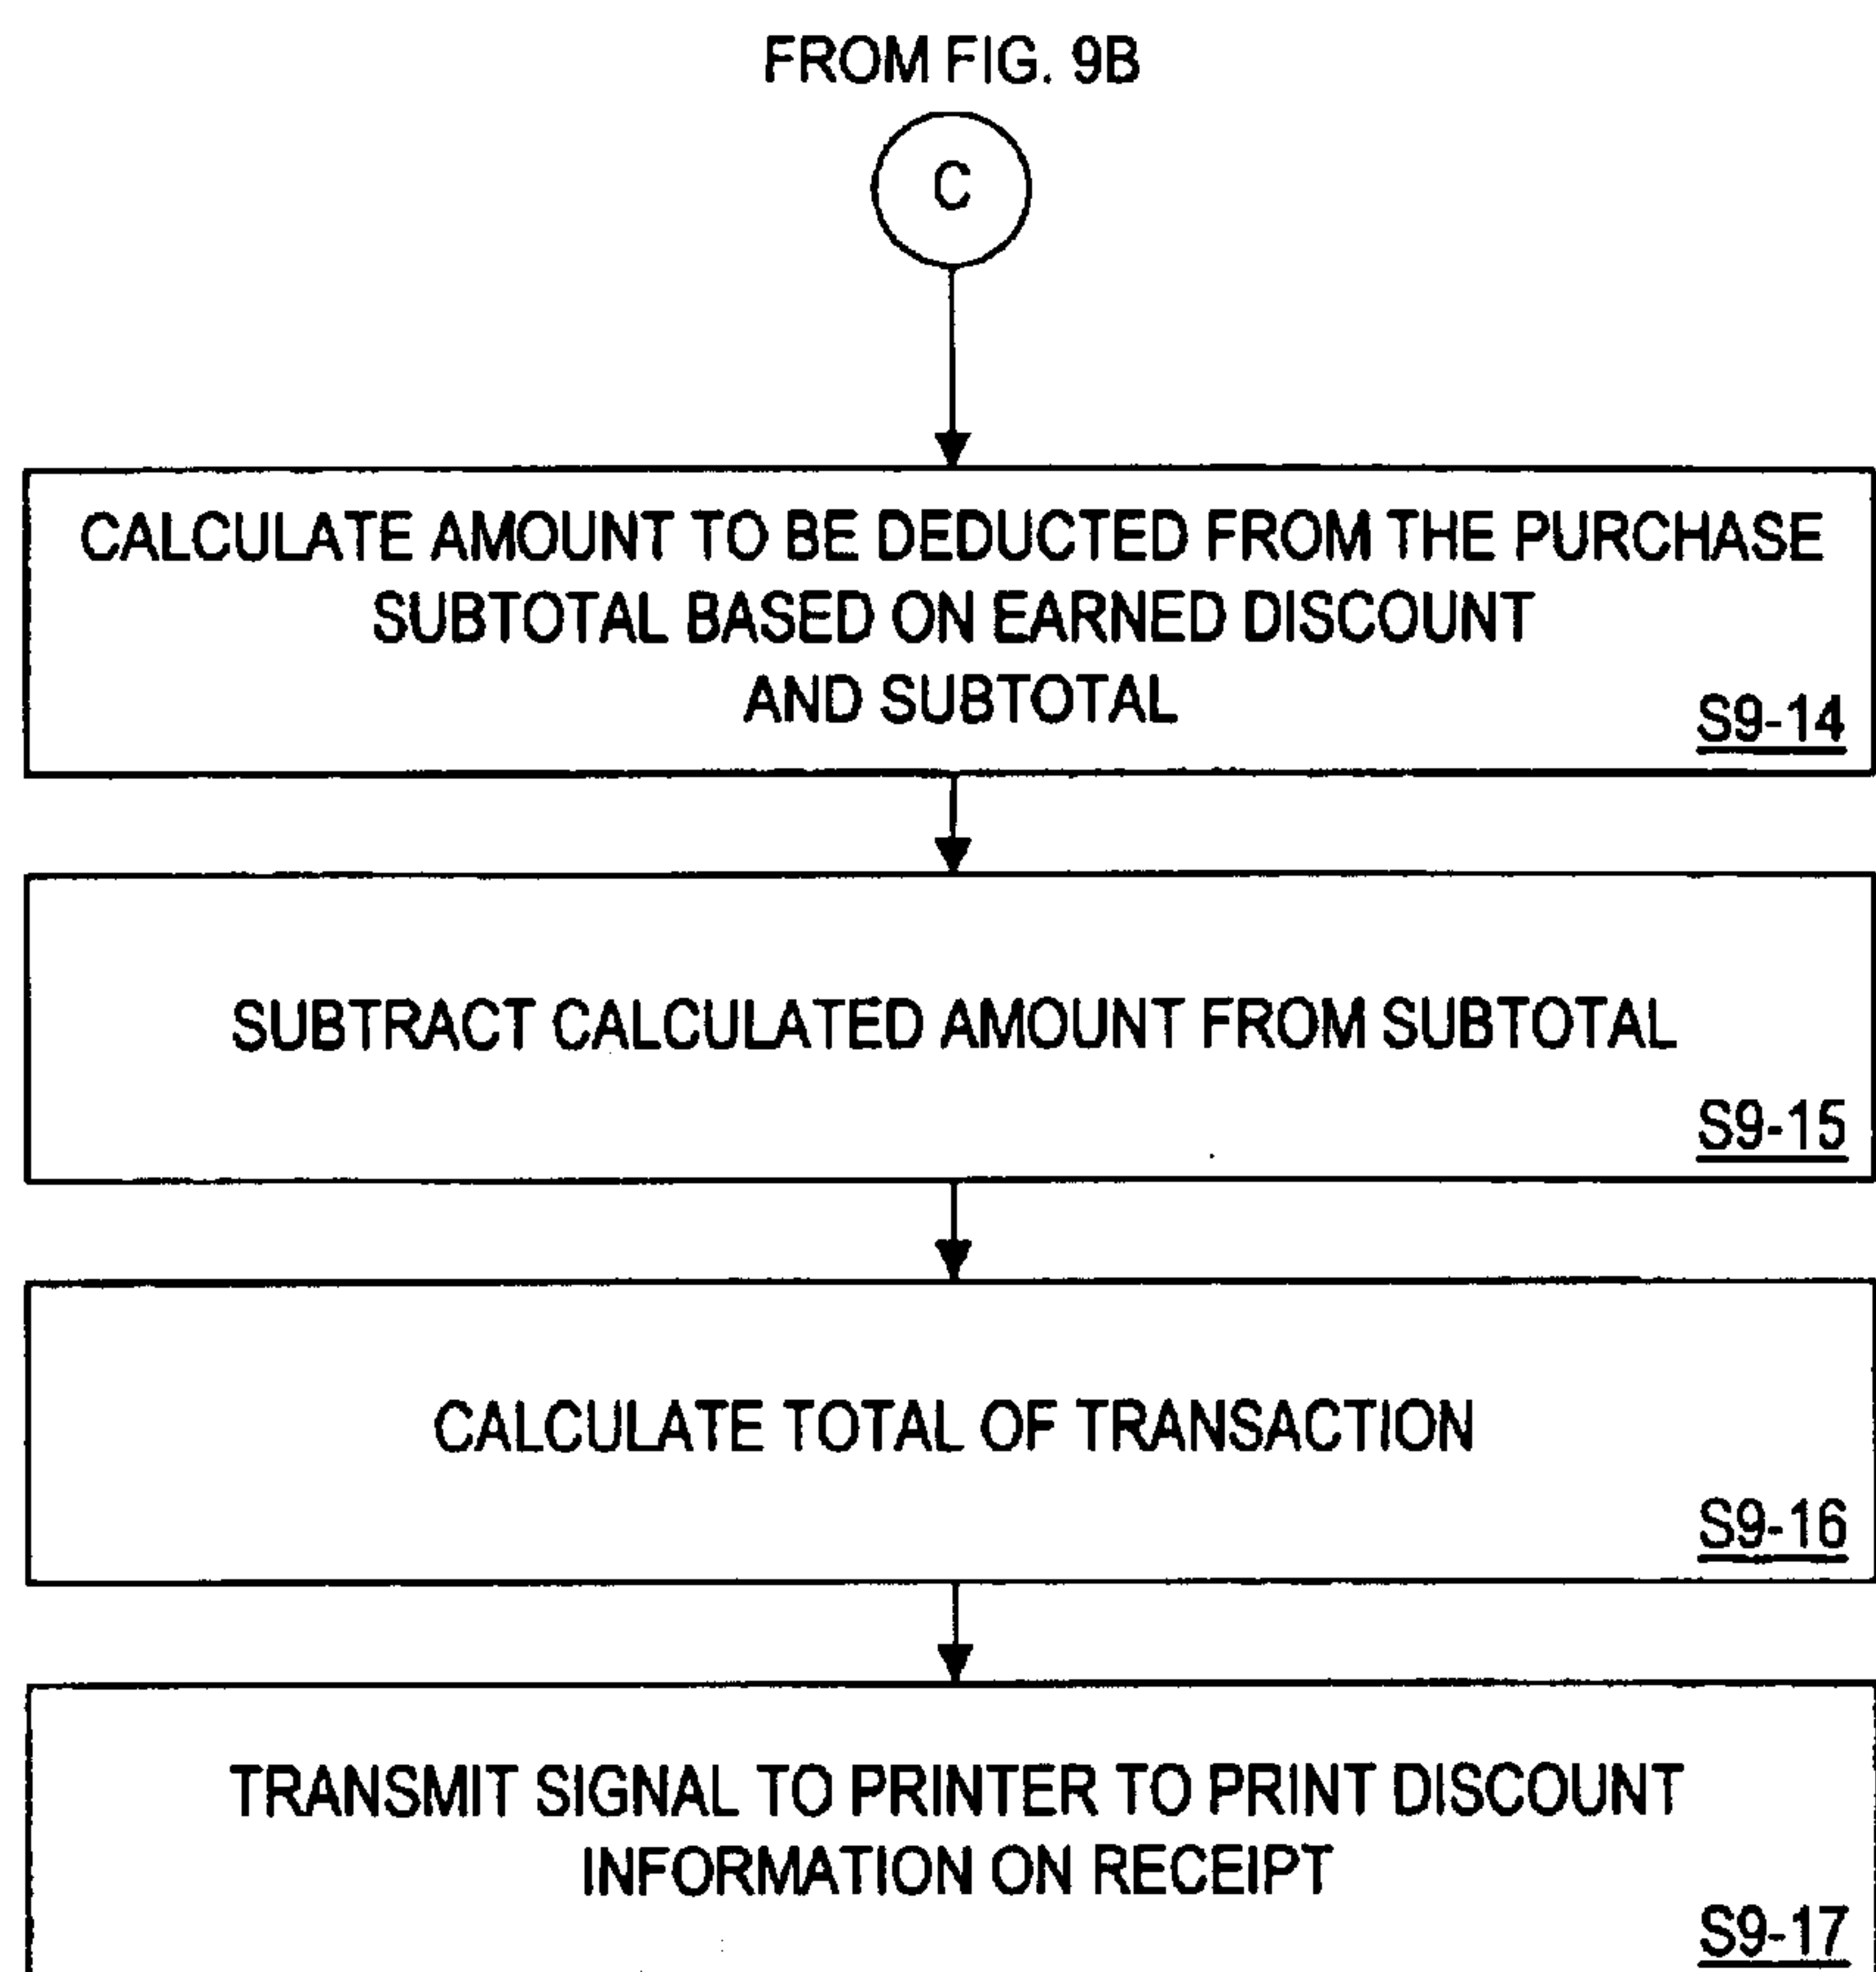 FROM FIG. 9B
C
CALCULATE AMOUNT TO BE DEDUCTED FROM THE PURCHASE
SUBTOTAL BASED ON EARNED DISCOUNT
AND SUBTOTAL
S9-14
SUBTRACT CALCULATED AMOUNT FROM SUBTOTAL
S9-15
CALCULATE TOTAL OF TRANSACTION
S9-16
TRANSMIT SIGNAL TO PRINTER TO PRINT DISCOUNT
INFORMATION ON RECEIPT
S9-17